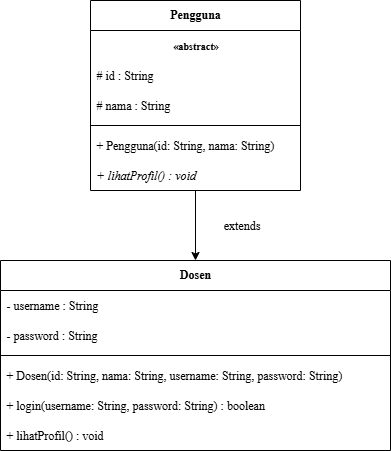 Pengguna
«abstract»
# id : String
# nama : String
+ Pengguna(id: String, nama: String)
+ lihatProfil() : void
extends
Dosen
- username : String
- password : String
+ Dosen(id: String, nama: String, username: String, password: String)
+ login(username: String, password: String) : boolean
+ lihatProfil() : void